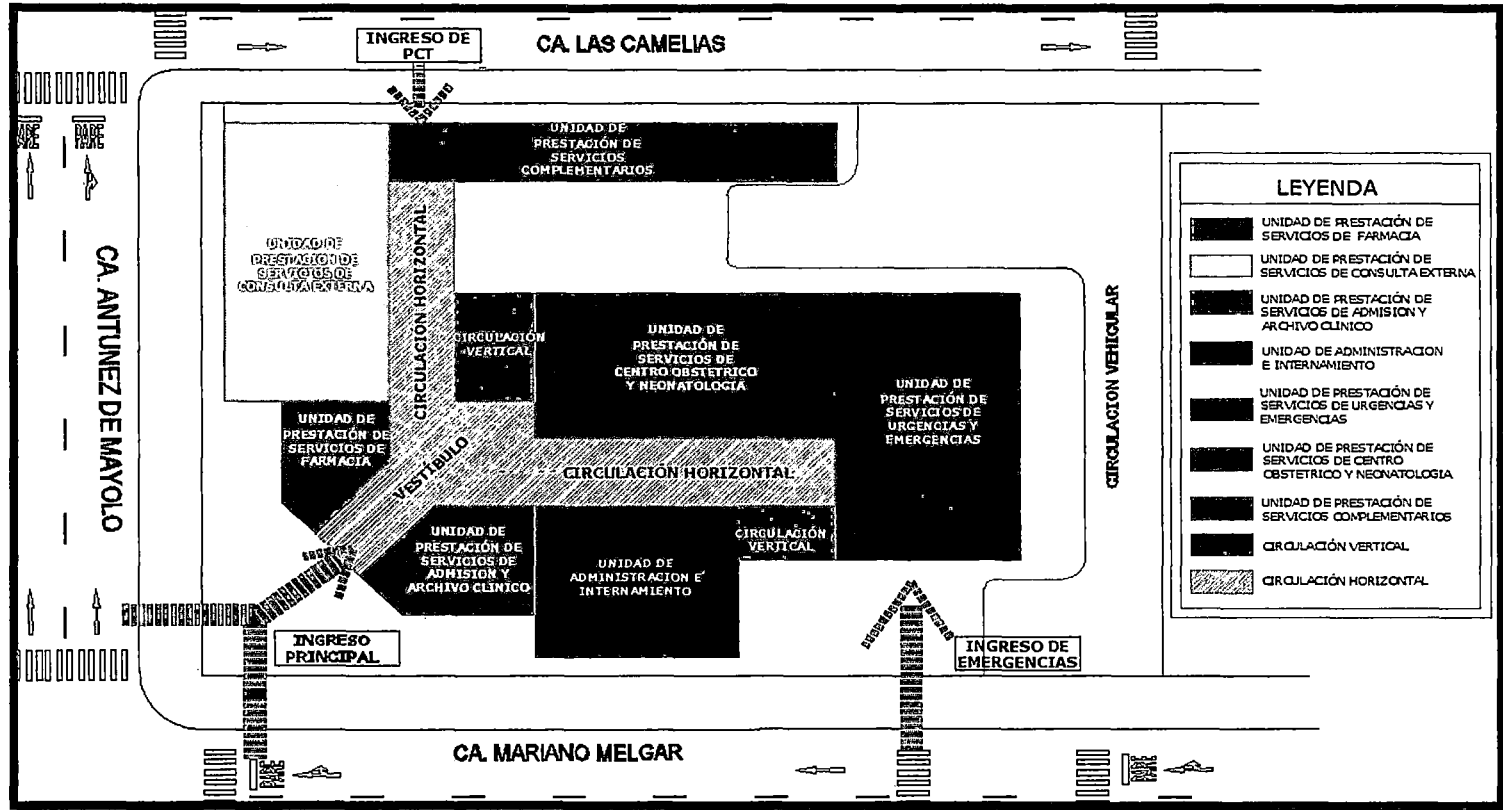 INGRESO DE
PCT
CA. LAS CAMELIAS
PARE
PARE
UNIDAD DE
PRESTACIÓN DE
SERVICIOS
COMPLEMENTARIOS
UNIDAD DE
PRESTACIÓN DE
SERVICIOS DE
CONSULTA EXTERNA
CIRCULACIÓN HORIZONTAL
CIRCULACIÓN
VERTICAL
UNIDAD DE
PRESTACIÓN DE
SERVICIOS DE
CENTRO OBSTETRICO
Y NEONATOLOGIA
UNIDAD DE
PRESTACIÓN DE
SERVICIOS DE
URGENCIAS Y
EMERGENCIAS
CIRCULACION VEHICULAR
CA. ANTUNEZ DE MAYOLO
UNIDAD DE
PRESTACIÓN DE
SERVICIOS DE
FARMACIA
VESTIBULO
CIRCULACIÓN HORIZONTAL
UNIDAD DE
PRESTACIÓN DE
SERVICIOS DE
ADMISION Y
ARCHIVO CLINICO
UNIDAD DE
ADMINISTRACION E
INTERNAMIENTO
CIRCULACIÓN
VERTICAL
INGRESO
PRINCIPAL
INGRESO DE
EMERGENCIAS
CA. MARIANO MELGAR
PARE
PARE
LEYENDA
UNIDAD DE PRESTACIÓN DE
SERVICIOS DE FARMACIA
UNIDAD DE PRESTACIÓN DE
SERVICIOS DE CONSULTA EXTERNA
UNIDAD DE PRESTACIÓN DE
SERVICIOS DE ADMISION Y
ARCHIVO CLINICO
UNIDAD DE ADMINISTRACION
E INTERNAMIENTO
UNIDAD DE PRESTACIÓN DE
SERVICIOS DE URGENCIAS Y
EMERGENCIAS
UNIDAD DE PRESTACIÓN DE
SERVICIOS DE CENTRO
OBSTETRICO Y NEONATOLOGIA
UNIDAD DE PRESTACIÓN DE
SERVICIOS COMPLEMENTARIOS
CIRCULACIÓN VERTICAL
CIRCULACIÓN HORIZONTAL